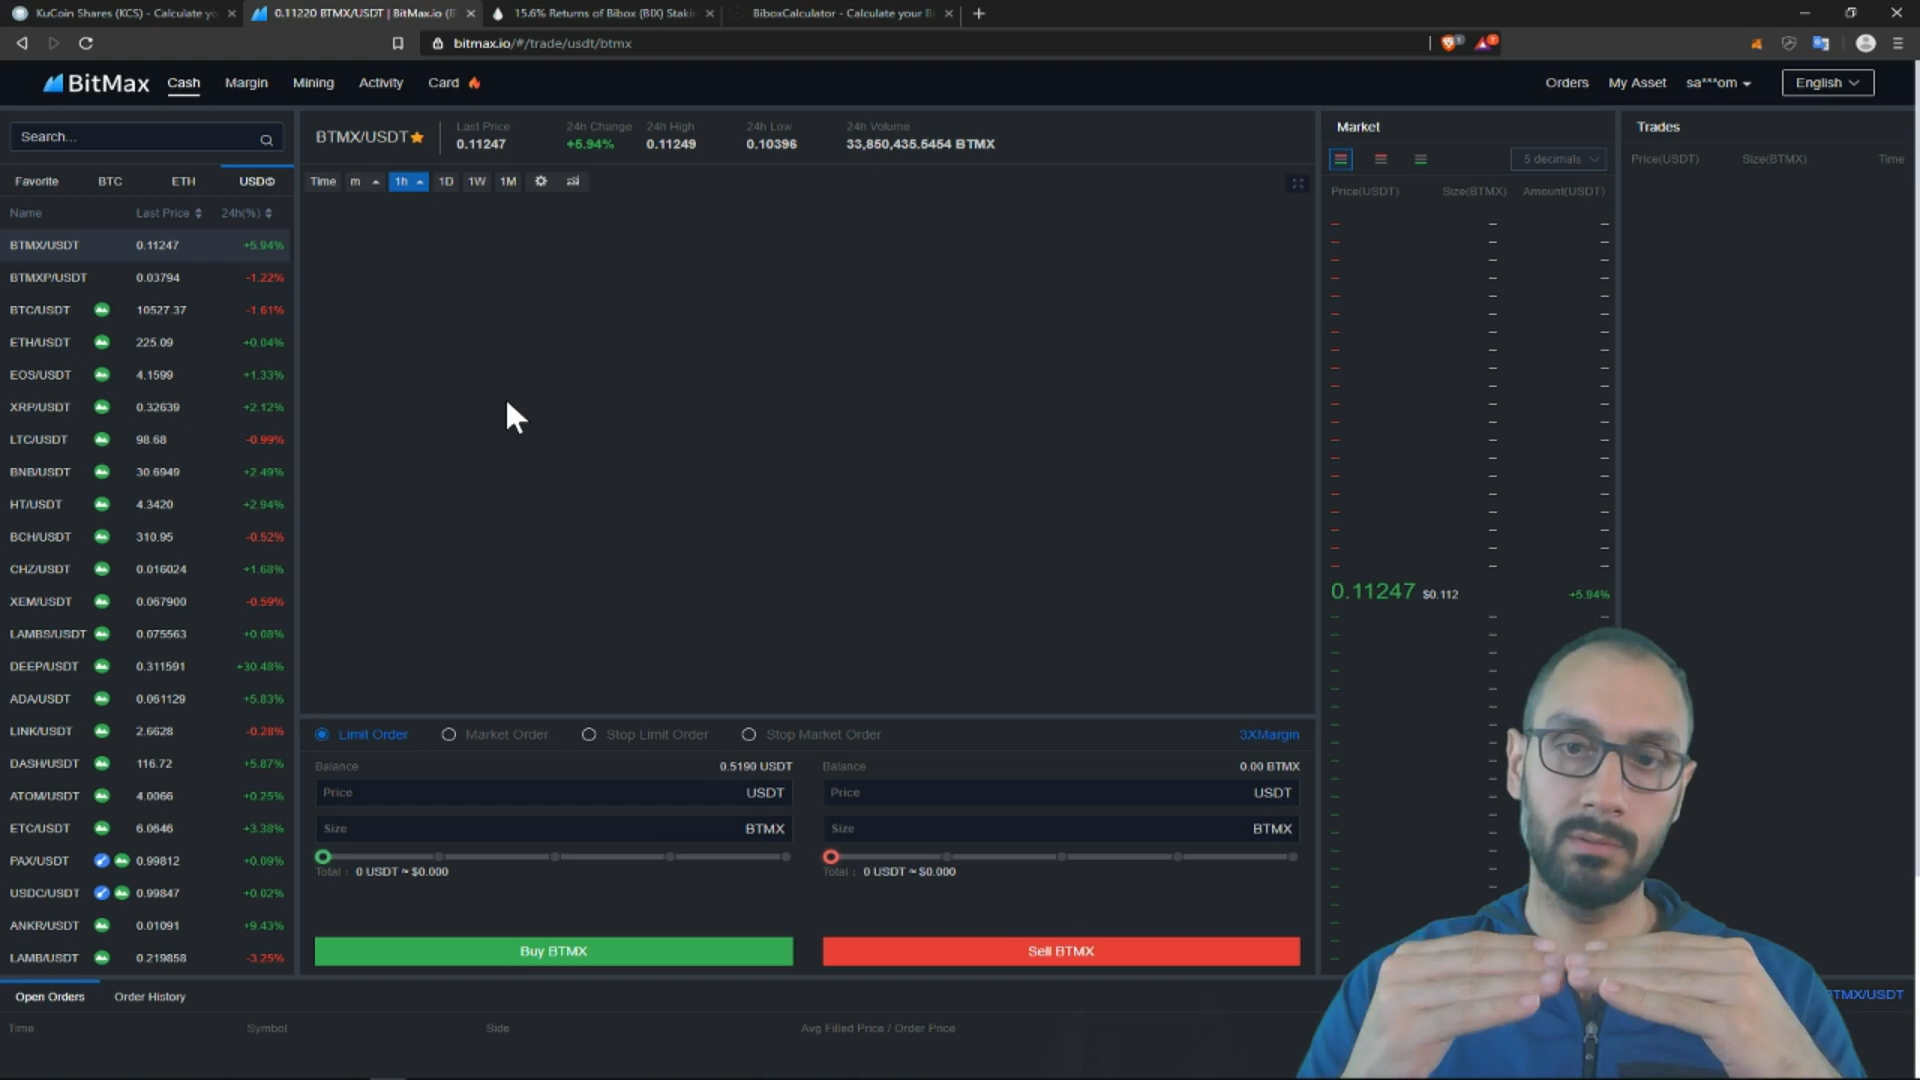 KuCoin Shares (KCS) - Calculate yo
0.11220 BTMX/USDT | BitMax.io (B
15.6% Returns of Bibox (BIX) Stakin
BiboxCalculator - Calculate your B
bitmax.io/#/trade/usdt/btmx
BitMax Cash Margin Mining Activity Card
Orders My Asset sa***om English
Search...
BTMX/USDT
Last Price 24h Change 24h High 24h Low 24h Volume
0.11247 +5.94% 0.11249 0.10396 33,850,435.5454 BTMX
Market
Trades
5 decimals
Price(USDT) Size(BTMX) Time
Favorite BTC ETH USDⓈ
Time m 1h 1D 1W 1M
Price(USDT) Size(BTMX) Amount(USDT)
Name Last Price 24h(%)
BTMX/USDT 0.11247 +5.94%
BTMXP/USDT 0.03794 -1.22%
BTC/USDT 10527.37 -1.61%
ETH/USDT 225.09 +0.04%
EOS/USDT 4.1599 +1.33%
XRP/USDT 0.32639 +2.12%
LTC/USDT 98.68 -0.99%
BNB/USDT 30.6949 +2.49%
HT/USDT 4.3420 +2.94%
BCH/USDT 310.95 -0.52%
CHZ/USDT 0.016024 +1.68%
XEM/USDT 0.067900 -0.59%
LAMBS/USDT 0.075563 +0.08%
DEEP/USDT 0.311591 +30.48%
ADA/USDT 0.061129 +5.83%
LINK/USDT 2.6628 -0.28%
DASH/USDT 116.72 +5.87%
ATOM/USDT 4.0066 +0.25%
ETC/USDT 6.0646 +3.38%
PAX/USDT 0.99812 +0.09%
USDC/USDT 0.99847 +0.02%
ANKR/USDT 0.01091 +9.43%
LAMB/USDT 0.219858 -3.25%
0.11247 $0.112 +5.94%
Limit Order Market Order Stop Limit Order Stop Market Order 3XMargin
Balance 0.5190 USDT
Price USDT
Size BTMX
Total : 0 USDT ≈ $0.000
Buy BTMX
Balance 0.00 BTMX
Price USDT
Size BTMX
Total : 0 USDT ≈ $0.000
Sell BTMX
Open Orders Order History
TMX/USDT
Time Symbol Side Avg Filled Price / Order Price